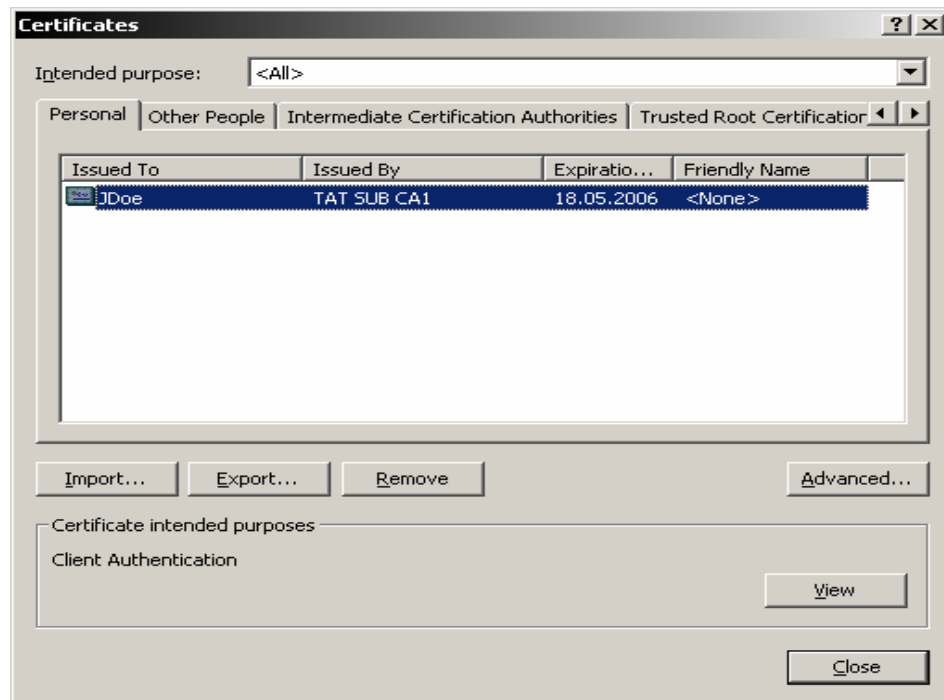 Certificates
Intended purpose: <All>
Personal Other People Intermediate Certification Authorities Trusted Root Certification
Issued To Issued By Expiratio... Friendly Name
JDoe TAT SUB CA1 18.05.2006 <None>
Import... Export... Remove Advanced...
Certificate intended purposes
Client Authentication
View
Close